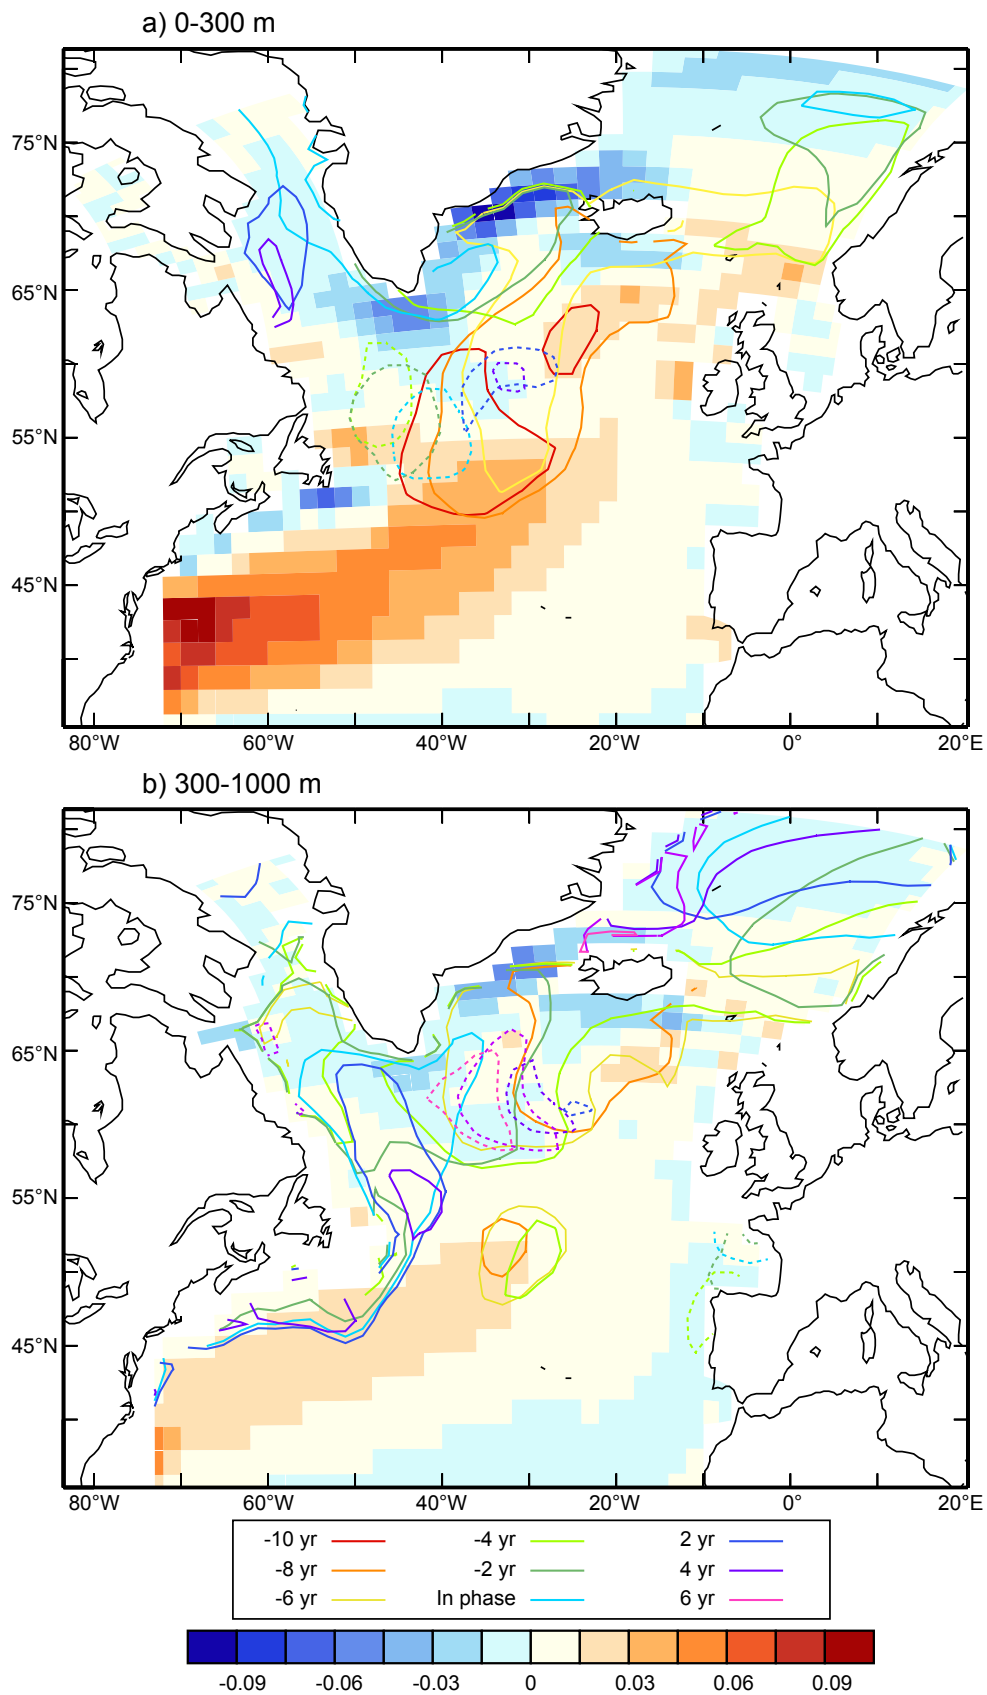 a) 0-300 m
75°N
65°N
55°N
45°N
80°W 60°W 40°W 20°W 0° 20°E
b) 300-1000 m
75°N
65°N
55°N
45°N
80°W 60°W 40°W 20°W 0° 20°E
-10 yr -4 yr 2 yr
-8 yr -2 yr 4 yr
-6 yr In phase 6 yr
-0.09 -0.06 -0.03 0 0.03 0.06 0.09